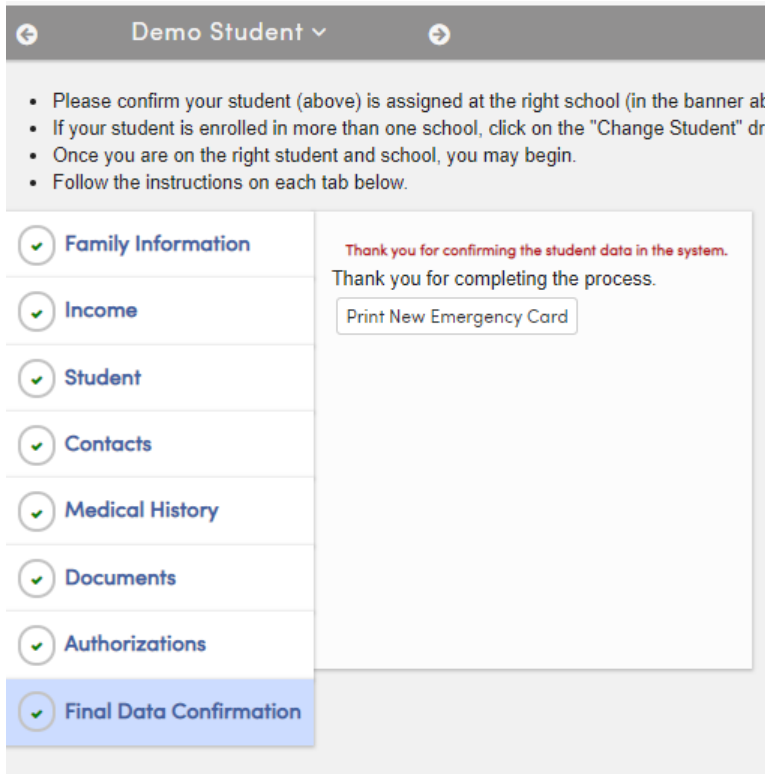 Demo Student
Please confirm your student (above) is assigned at the right school (in the banner
If your student is enrolled in more than one school, click on the "Change Student"
Once you are on the right student and school, you may begin.
Follow the instructions on each tab below.
Family Information
Income
Student
Contacts
Medical History
Documents
Authorizations
Final Data Confirmation
Thank you for confirming the student data in the system.
Thank you for completing the process.
Print New Emergency Card